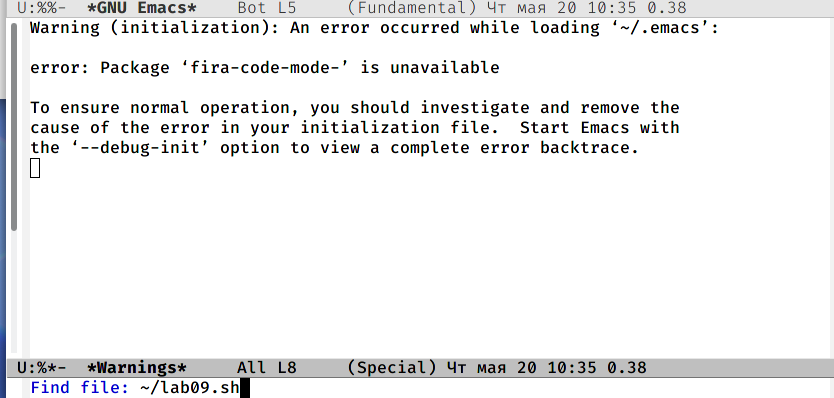 U:%%-  *GNU Emacs*    Bot L5     (Fundamental) Чт мая 20 10:35 0.38
Warning (initialization): An error occurred while loading ‘~/.emacs’:
error: Package ‘fira-code-mode-’ is unavailable
To ensure normal operation, you should investigate and remove the
cause of the error in your initialization file.  Start Emacs with
the ‘--debug-init’ option to view a complete error backtrace.
U:%*-  *Warnings*     All L8     (Special) Чт мая 20 10:35 0.38
Find file: ~/lab09.sh